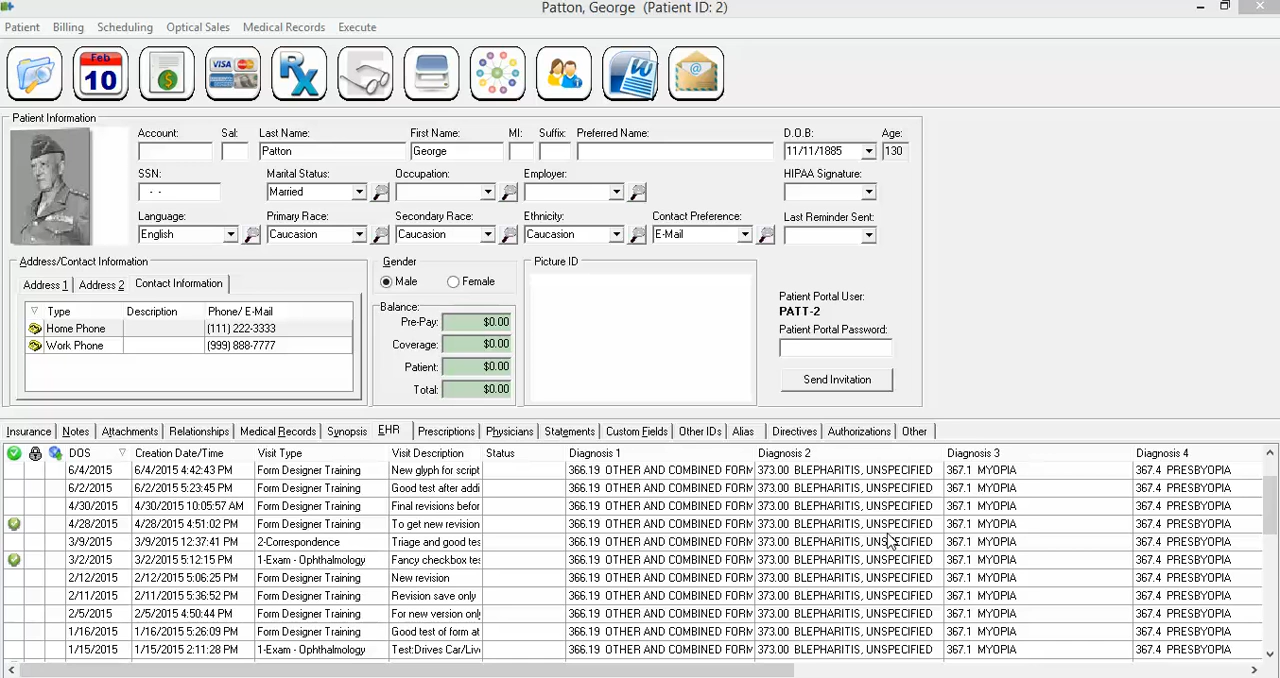 Patton, George (Patient ID: 2)
Patient Billing Scheduling Optical Sales Medical Records Execute
Feb 10 VISA Rx W @
Patient Information
Account: Sal: Last Name: First Name: MI: Suffix: Preferred Name: D.O.B: Age:
Patton George 11/11/1885 130
SSN: Marital Status: Occupation: Employer: HIPAA Signature:
- - Married
Language: Primary Race: Secondary Race: Ethnicity: Contact Preference: Last Reminder Sent:
English Caucasion Caucasion Caucasion E-Mail
Address/Contact Information Gender Picture ID
Address 1 Address 2 Contact Information Male Female
Type Description Phone/ E-Mail
Home Phone (111) 222-3333
Work Phone (999) 888-7777
Balance:
Pre-Pay: $0.00
Coverage: $0.00
Patient: $0.00
Total: $0.00
Patient Portal User:
PATT-2
Patient Portal Password:
Send Invitation
Insurance Notes Attachments Relationships Medical Records Synopsis EHR Prescriptions Physicians Statements Custom Fields Other IDs Alias Directives Authorizations Other
DOS Creation Date/Time Visit Type Visit Description Status Diagnosis 1 Diagnosis 2 Diagnosis 3 Diagnosis 4
6/4/2015 6/4/2015 4:42:43 PM Form Designer Training New glyph for script 366.19 OTHER AND COMBINED FORM 373.00 BLEPHARITIS, UNSPECIFIED 367.1 MYOPIA 367.4 PRESBYOPIA
6/2/2015 6/2/2015 5:23:45 PM Form Designer Training Good test after addi 366.19 OTHER AND COMBINED FORM 373.00 BLEPHARITIS, UNSPECIFIED 367.1 MYOPIA 367.4 PRESBYOPIA
4/30/2015 4/30/2015 10:05:57 AM Form Designer Training Final revisions befor 366.19 OTHER AND COMBINED FORM 373.00 BLEPHARITIS, UNSPECIFIED 367.1 MYOPIA 367.4 PRESBYOPIA
4/28/2015 4/28/2015 4:51:02 PM Form Designer Training To get new revision 366.19 OTHER AND COMBINED FORM 373.00 BLEPHARITIS, UNSPECIFIED 367.1 MYOPIA 367.4 PRESBYOPIA
3/9/2015 3/9/2015 12:37:41 PM 2-Correspondence Triage and good tes 366.19 OTHER AND COMBINED FORM 373.00 BLEPHARITIS, UNSPECIFIED 367.1 MYOPIA 367.4 PRESBYOPIA
3/2/2015 3/2/2015 5:12:15 PM 1-Exam - Ophthalmology Fancy checkbox tes 366.19 OTHER AND COMBINED FORM 373.00 BLEPHARITIS, UNSPECIFIED 367.1 MYOPIA 367.4 PRESBYOPIA
2/12/2015 2/12/2015 5:06:25 PM Form Designer Training New revision 366.19 OTHER AND COMBINED FORM 373.00 BLEPHARITIS, UNSPECIFIED 367.1 MYOPIA 367.4 PRESBYOPIA
2/11/2015 2/11/2015 5:36:52 PM Form Designer Training Revision save only 366.19 OTHER AND COMBINED FORM 373.00 BLEPHARITIS, UNSPECIFIED 367.1 MYOPIA 367.4 PRESBYOPIA
2/5/2015 2/5/2015 4:50:44 PM Form Designer Training For new version only 366.19 OTHER AND COMBINED FORM 373.00 BLEPHARITIS, UNSPECIFIED 367.1 MYOPIA 367.4 PRESBYOPIA
1/16/2015 1/16/2015 5:26:09 PM Form Designer Training Good test of form at 366.19 OTHER AND COMBINED FORM 373.00 BLEPHARITIS, UNSPECIFIED 367.1 MYOPIA 367.4 PRESBYOPIA
1/15/2015 1/15/2015 2:11:28 PM 1-Exam - Ophthalmology Test:Drives Car/Live 366.19 OTHER AND COMBINED FORM 373.00 BLEPHARITIS, UNSPECIFIED 367.1 MYOPIA 367.4 PRESBYOPIA